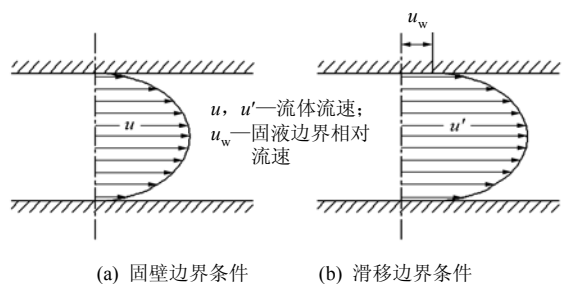 u_w
u，u′—流体流速；
u_w—固液边界相对
流速
u
u′
(a) 固壁边界条件
(b) 滑移边界条件